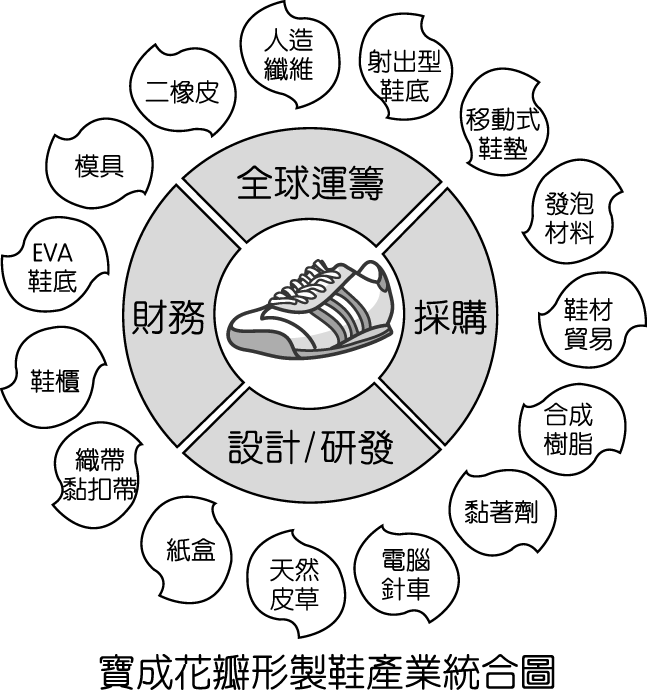 人造
纖維
射出型
鞋底
移動式
鞋墊
發泡
材料
鞋材
貿易
合成
樹脂
黏著劑
電腦
針車
天然
皮草
紙盒
織帶
黏扣帶
鞋櫃
EVA
鞋底
模具
二橡皮
全球運籌
採購
設計/研發
財務
寶成花瓣形製鞋產業統合圖